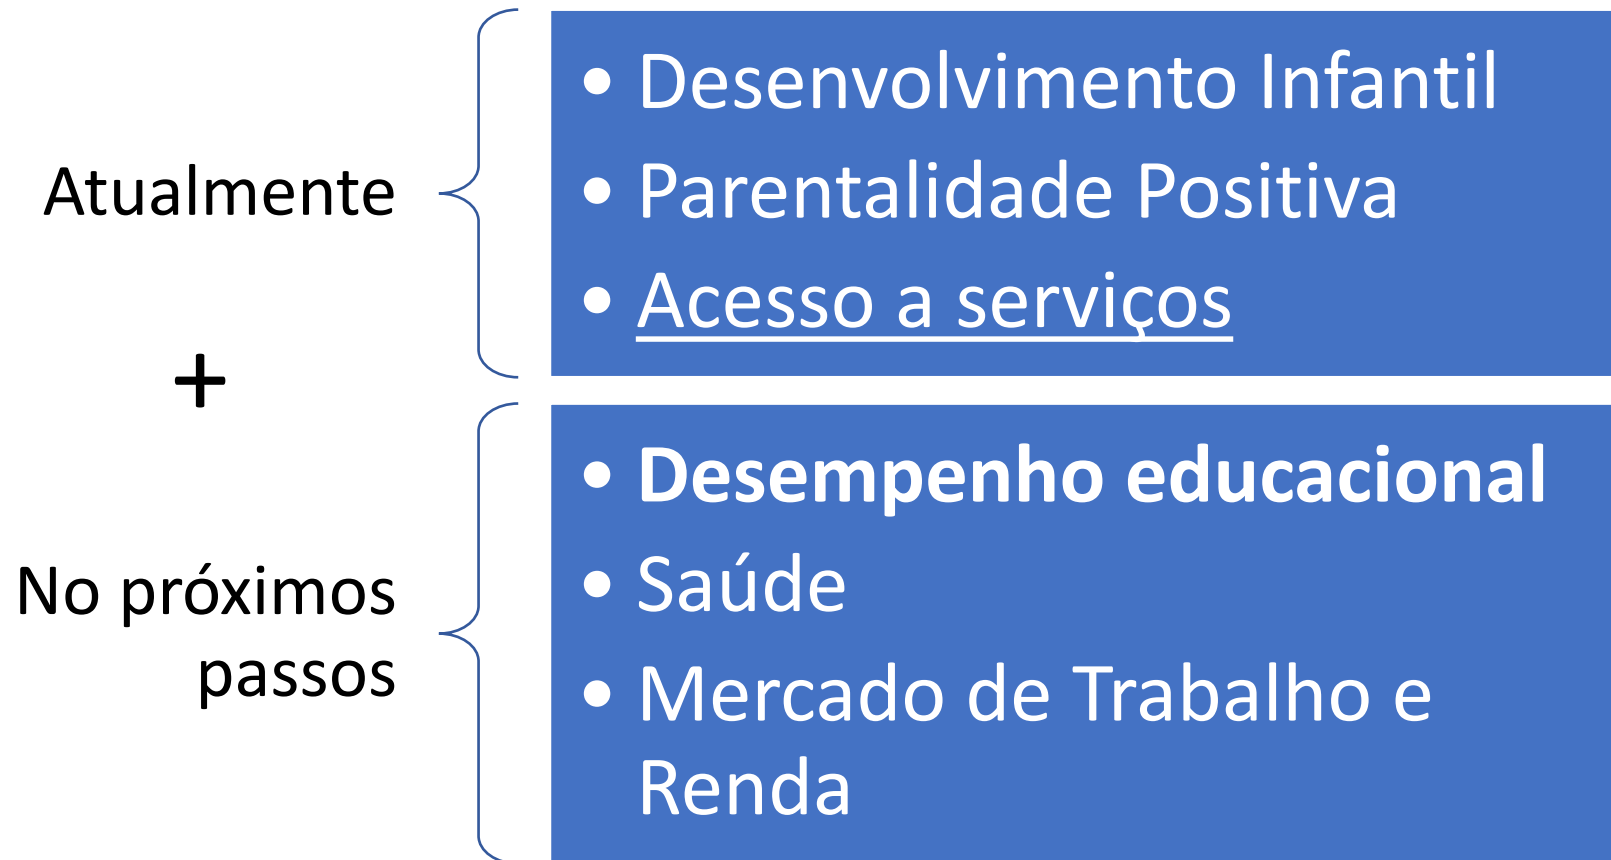 Atualmente
• Desenvolvimento Infantil
• Parentalidade Positiva
• Acesso a serviços
+
No próximos
passos
• Desempenho educacional
• Saúde
• Mercado de Trabalho e
Renda